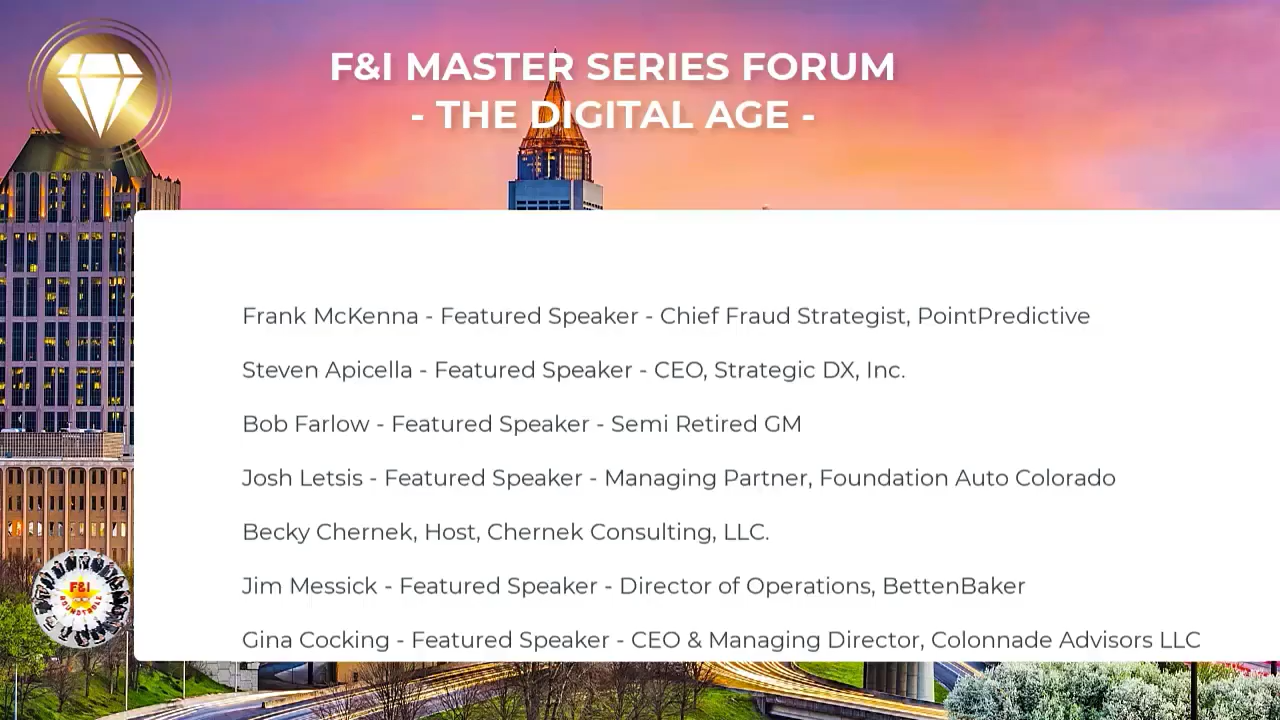 F&I MASTER SERIES FORUM
- THE DIGITAL AGE -
Frank McKenna - Featured Speaker - Chief Fraud Strategist, PointPredictive
Steven Apicella - Featured Speaker - CEO, Strategic DX, Inc.
Bob Farlow - Featured Speaker - Semi Retired GM
Josh Letsis - Featured Speaker - Managing Partner, Foundation Auto Colorado
Becky Chernek, Host, Chernek Consulting, LLC.
Jim Messick - Featured Speaker - Director of Operations, BettenBaker
Gina Cocking - Featured Speaker - CEO & Managing Director, Colonnade Advisors LLC
F&I
ROUNDTABLE